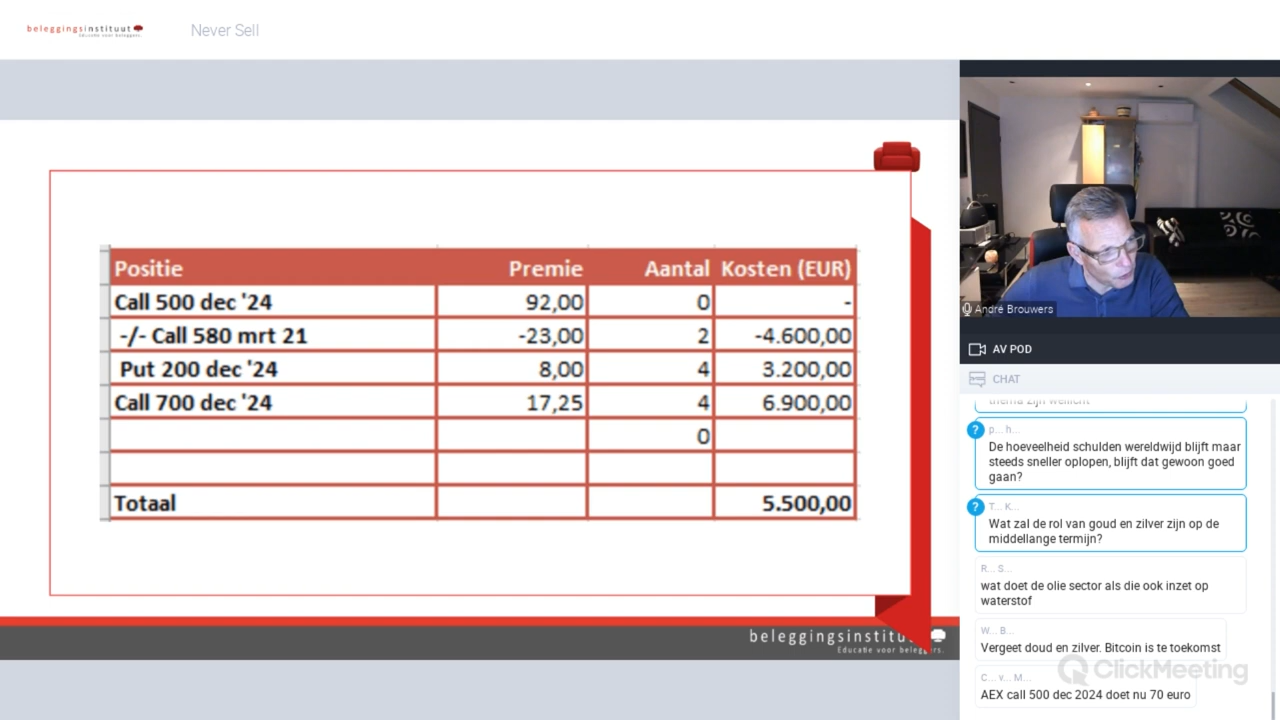 beleggingsinstituut
Educatie voor beleggers.
Never Sell
Positie Premie Aantal Kosten (EUR)
Call 500 dec '24 92,00 0 -
-/- Call 580 mrt 21 -23,00 2 -4.600,00
Put 200 dec '24 8,00 4 3.200,00
Call 700 dec '24 17,25 4 6.900,00
0
Totaal 5.500,00
beleggingsinstitu
Educatie voor beleggers.
André Brouwers
AV POD
CHAT
thema zijn wellicht
? p... h...
De hoeveelheid schulden wereldwijd blijft maar
steeds sneller oplopen, blijft dat gewoon goed
gaan?
? T... K...
Wat zal de rol van goud en zilver zijn op de
middellange termijn?
R... S...
wat doet de olie sector als die ook inzet op
waterstof
W... B...
Vergeet doud en zilver. Bitcoin is te toekomst
ClickMeeting
C... v... M...
AEX call 500 dec 2024 doet nu 70 euro